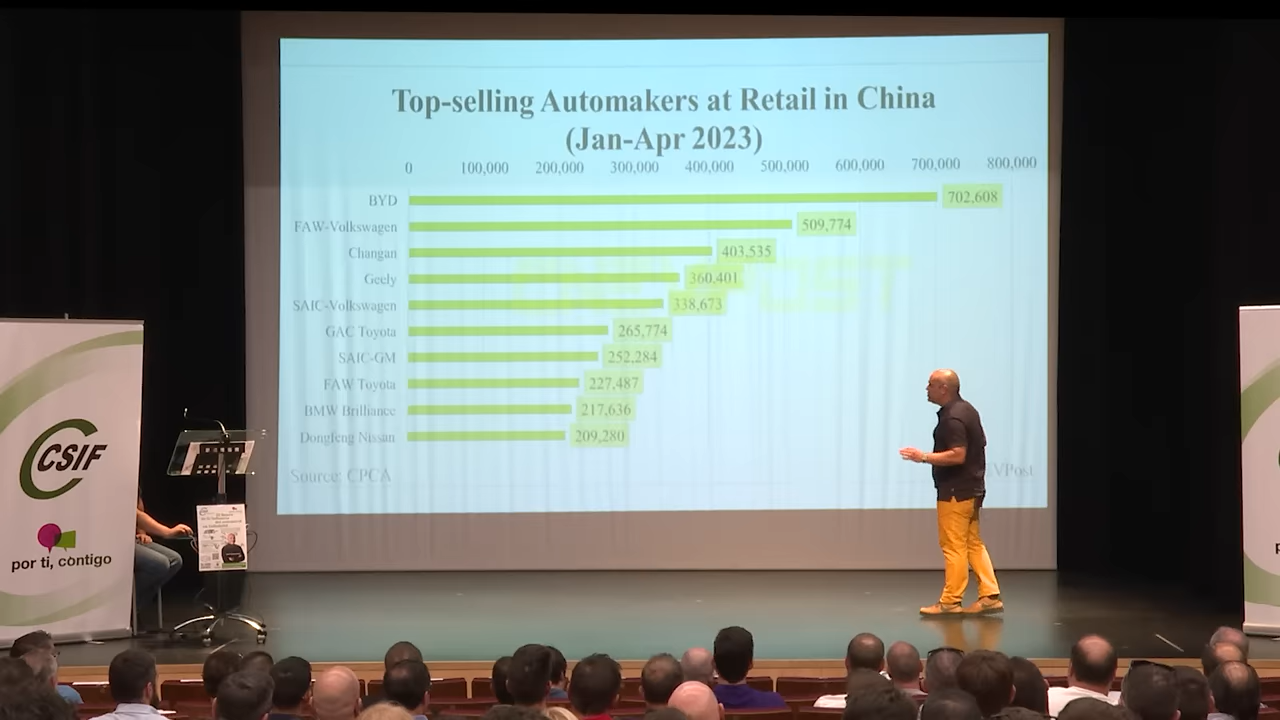 Top-selling Automakers at Retail in China
(Jan-Apr 2023)
0 100,000 200,000 300,000 400,000 500,000 600,000 700,000 800,000
BYD 702,608
FAW-Volkswagen 509,774
Changan 403,535
Geely 360,401
SAIC-Volkswagen 338,673
GAC Toyota 265,774
SAIC-GM 252,284
FAW Toyota 227,487
BMW Brilliance 217,636
Dongfeng Nissan 209,280
Source: CPCA
VPost
CSIF
por ti, contigo